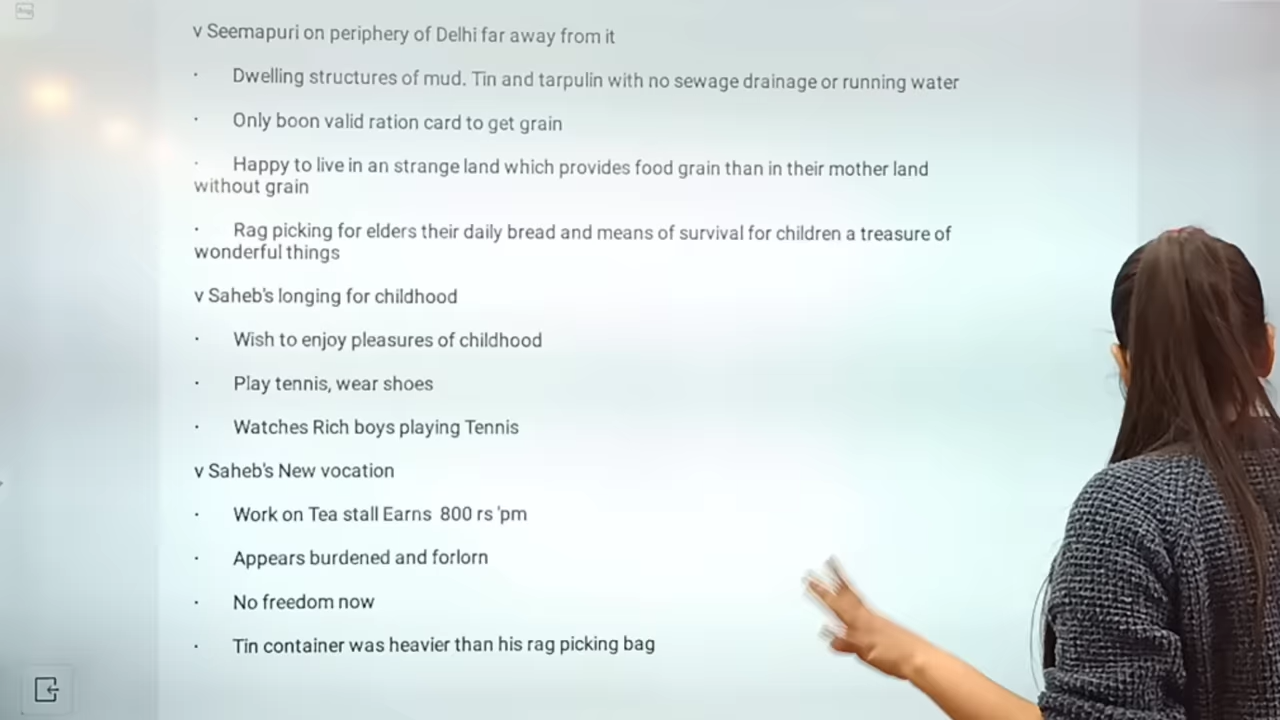 v Seemapuri on periphery of Delhi far away from it
· Dwelling structures of mud. Tin and tarpulin with no sewage drainage or running water
· Only boon valid ration card to get grain
· Happy to live in an strange land which provides food grain than in their mother land
without grain
· Rag picking for elders their daily bread and means of survival for children a treasure of
wonderful things
v Saheb's longing for childhood
· Wish to enjoy pleasures of childhood
· Play tennis, wear shoes
· Watches Rich boys playing Tennis
v Saheb's New vocation
· Work on Tea stall Earns 800 rs 'pm
· Appears burdened and forlorn
· No freedom now
· Tin container was heavier than his rag picking bag